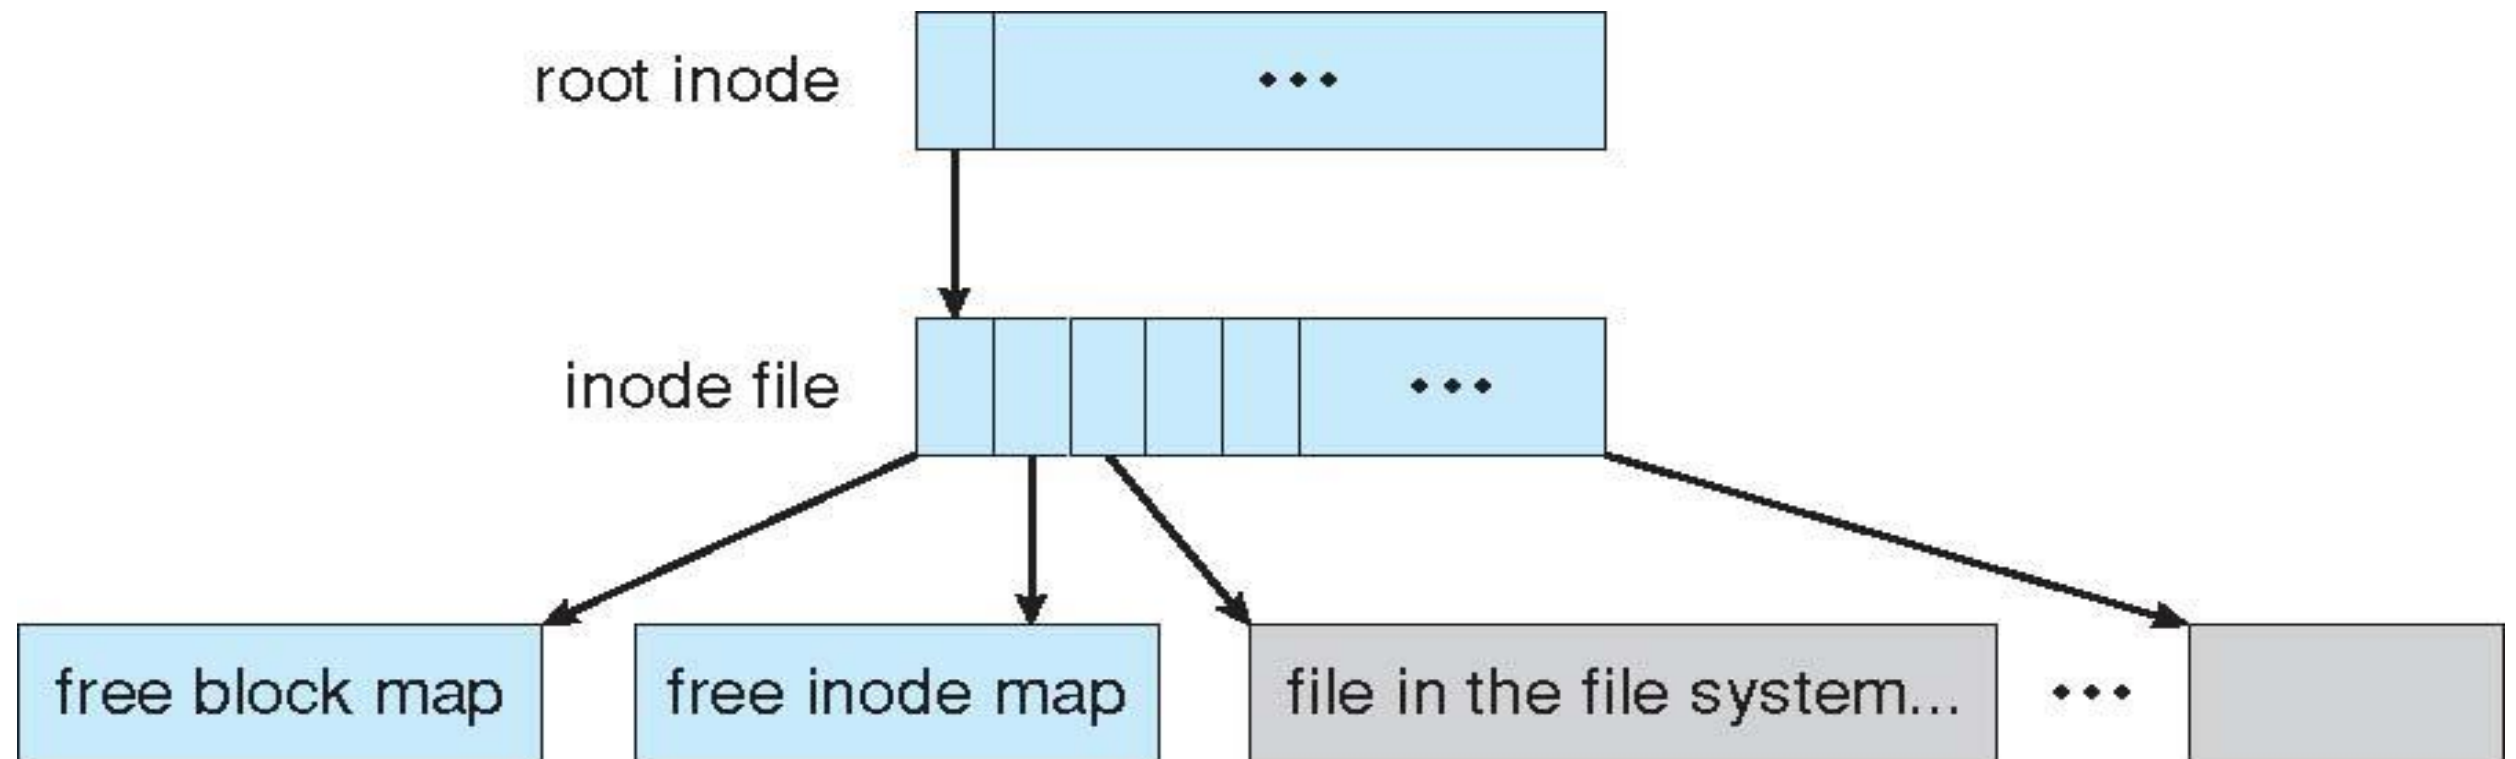 root inode
...
inode file
...
free block map
free inode map
file in the file system...
...